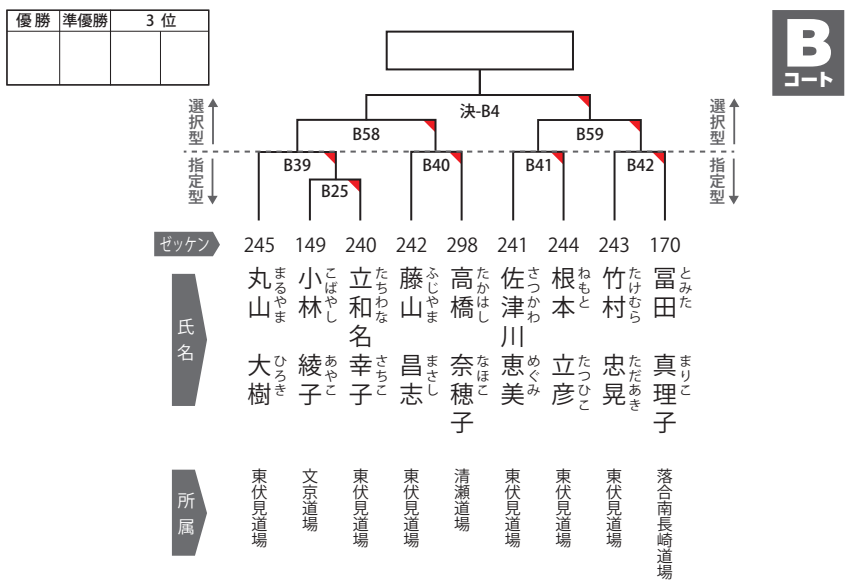 優勝 準優勝 3位
B
コート
選択型
選択型
決-B4
B58 B59
B39 B40 B41 B42
指定型
指定型
B25
ゼッケン 245 149 240 242 298 241 244 243 170
氏名
丸山 大樹 まるやま ひろき
小林 綾子 こばやし あやこ
立和名 幸子 たちわな さちこ
藤山 昌志 ふじやま まさし
高橋 奈穂子 たかはし なほこ
佐津川 恵美 さつかわ めぐみ
根本 立彦 ねもと たつひこ
竹村 忠晃 たけむら ただあき
冨田 真理子 とみた まりこ
所属
東伏見道場
文京道場
東伏見道場
東伏見道場
清瀬道場
東伏見道場
東伏見道場
東伏見道場
落合南長崎道場